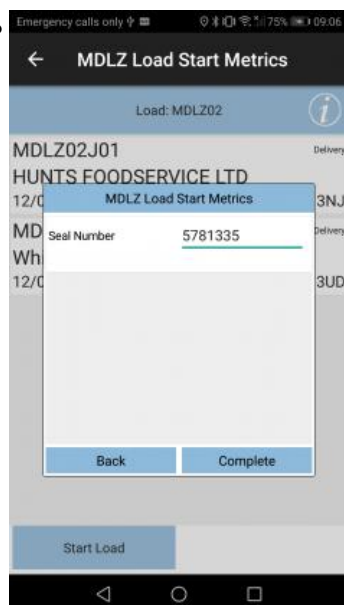 Emergency calls only 75% 09:06
MDLZ Load Start Metrics
Load: MDLZ02
MDLZ02J01 Delivery
HUNTS FOODSERVICE LTD
12/0 3NJ
MDLZ Load Start Metrics
MD Delivery
Seal Number 5781335
Whi
12/0 3UD
Back Complete
Start Load